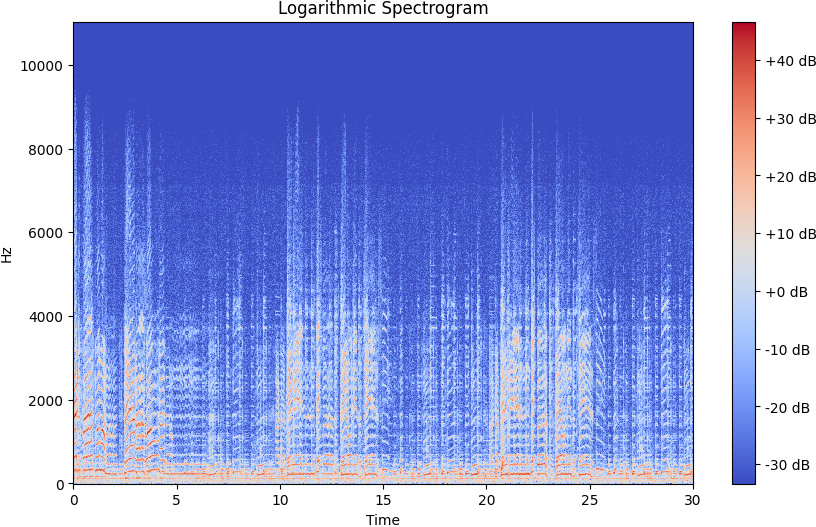 Logarithmic Spectrogram
Hz
10000
8000
6000
4000
2000
0
0 5 10 15 20 25 30
Time
+40 dB
+30 dB
+20 dB
+10 dB
+0 dB
-10 dB
-20 dB
-30 dB